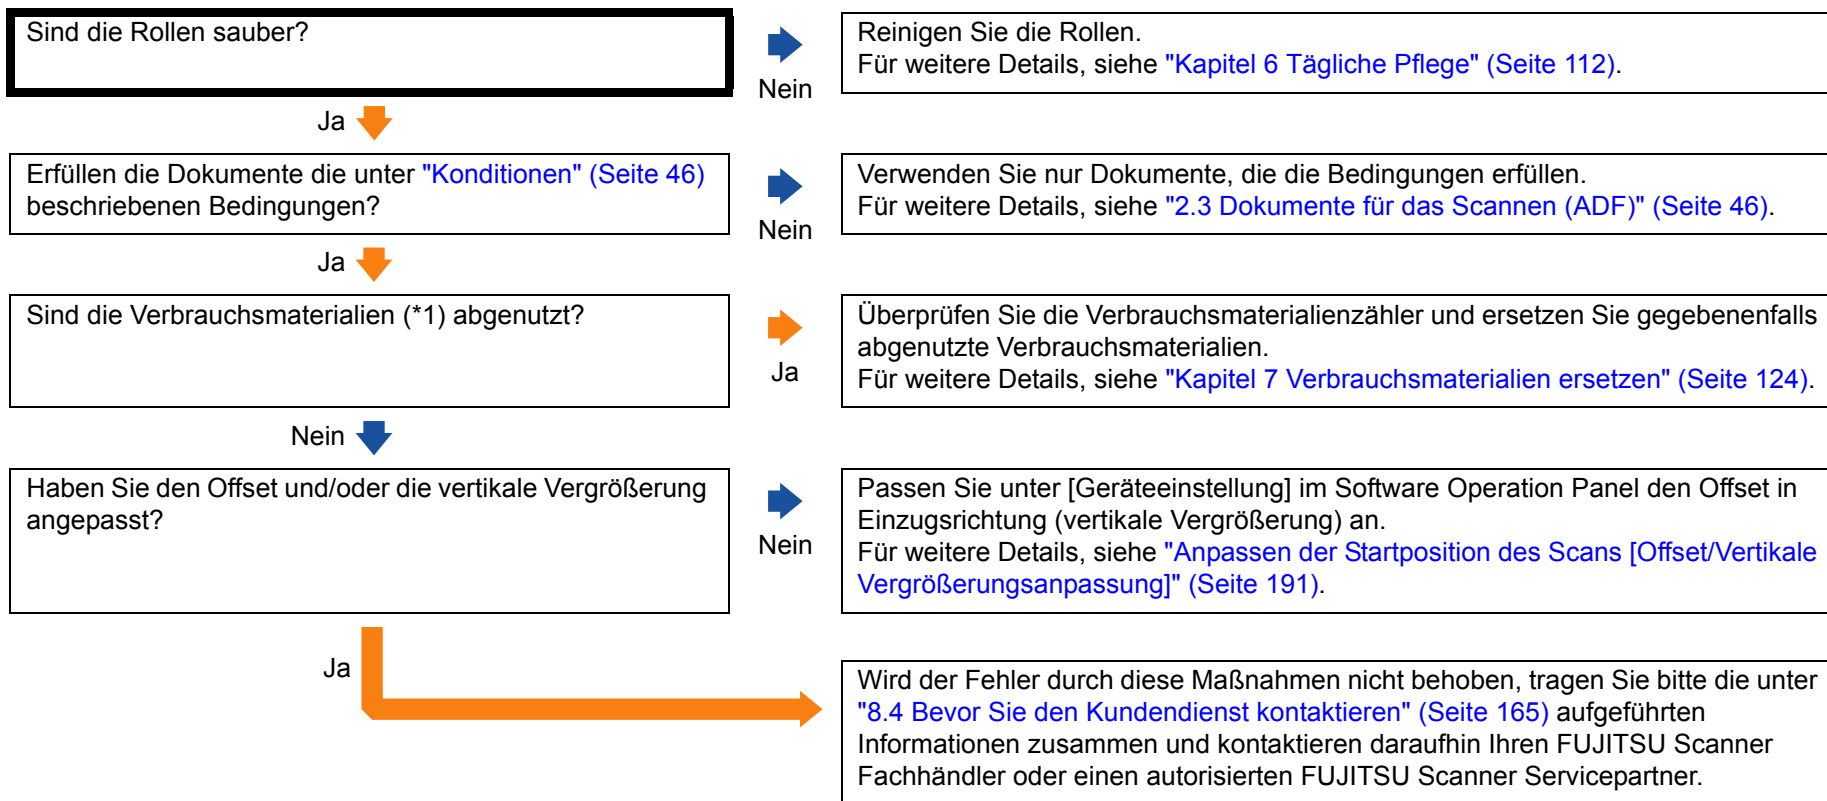 Sind die Rollen sauber?
Nein
Reinigen Sie die Rollen.
Für weitere Details, siehe "Kapitel 6 Tägliche Pflege" (Seite 112).
Ja
Erfüllen die Dokumente die unter "Konditionen" (Seite 46)
beschriebenen Bedingungen?
Nein
Verwenden Sie nur Dokumente, die die Bedingungen erfüllen.
Für weitere Details, siehe "2.3 Dokumente für das Scannen (ADF)" (Seite 46).
Ja
Sind die Verbrauchsmaterialien (*1) abgenutzt?
Ja
Überprüfen Sie die Verbrauchsmaterialienzähler und ersetzen Sie gegebenenfalls
abgenutzte Verbrauchsmaterialien.
Für weitere Details, siehe "Kapitel 7 Verbrauchsmaterialien ersetzen" (Seite 124).
Nein
Haben Sie den Offset und/oder die vertikale Vergrößerung
angepasst?
Nein
Passen Sie unter [Geräteeinstellung] im Software Operation Panel den Offset in
Einzugsrichtung (vertikale Vergrößerung) an.
Für weitere Details, siehe "Anpassen der Startposition des Scans [Offset/Vertikale
Vergrößerungsanpassung]" (Seite 191).
Ja
Wird der Fehler durch diese Maßnahmen nicht behoben, tragen Sie bitte die unter
"8.4 Bevor Sie den Kundendienst kontaktieren" (Seite 165) aufgeführten
Informationen zusammen und kontaktieren daraufhin Ihren FUJITSU Scanner
Fachhändler oder einen autorisierten FUJITSU Scanner Servicepartner.